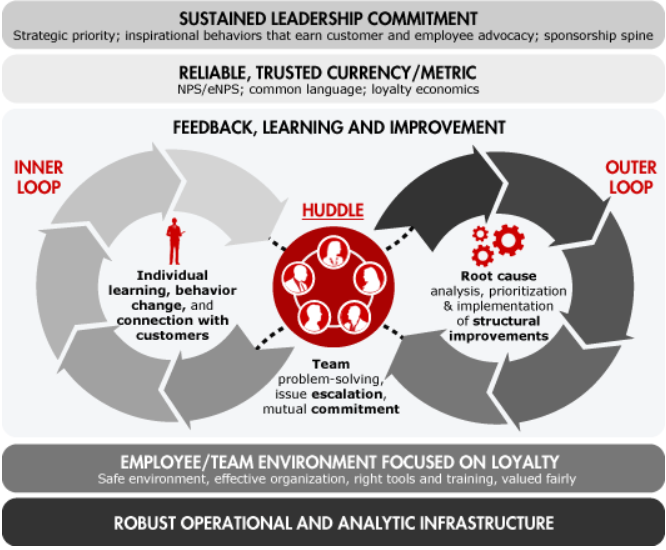 SUSTAINED LEADERSHIP COMMITMENT
Strategic priority; inspirational behaviors that earn customer and employee advocacy; sponsorship spine
RELIABLE, TRUSTED CURRENCY/METRIC
NPS/eNPS; common language; loyalty economics
FEEDBACK, LEARNING AND IMPROVEMENT
INNER
LOOP
Individual
learning, behavior
change, and
connection with
customers
HUDDLE
Team
problem-solving,
issue escalation,
mutual commitment
OUTER
LOOP
Root cause
analysis, prioritization
& implementation
of structural
improvements
EMPLOYEE/TEAM ENVIRONMENT FOCUSED ON LOYALTY
Safe environment, effective organization, right tools and training, valued fairly
ROBUST OPERATIONAL AND ANALYTIC INFRASTRUCTURE